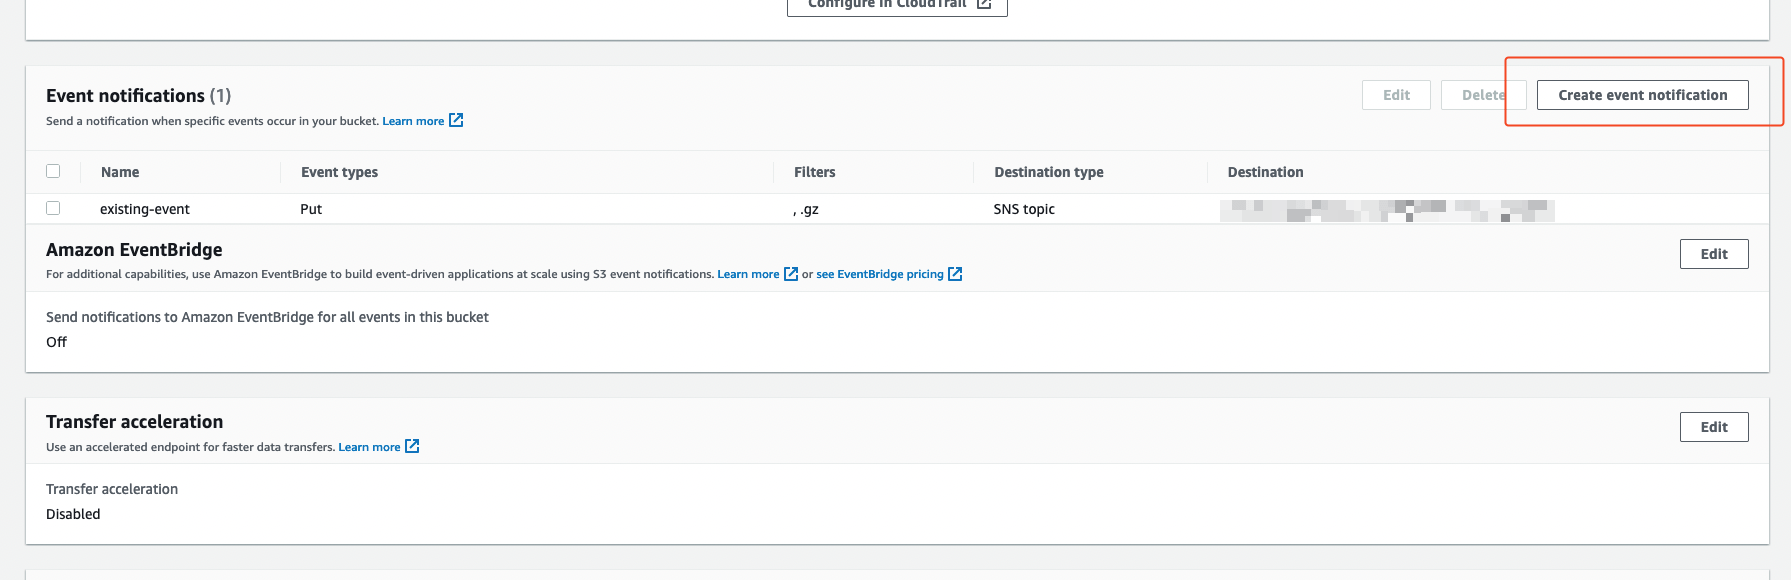 Configure in CloudTrail
Event notifications (1)
Edit
Delete
Create event notification
Send a notification when specific events occur in your bucket. Learn more
Name Event types Filters Destination type Destination
existing-event Put , .gz SNS topic
Amazon EventBridge
Edit
For additional capabilities, use Amazon EventBridge to build event-driven applications at scale using S3 event notifications. Learn more or see EventBridge pricing
Send notifications to Amazon EventBridge for all events in this bucket
Off
Transfer acceleration
Edit
Use an accelerated endpoint for faster data transfers. Learn more
Transfer acceleration
Disabled